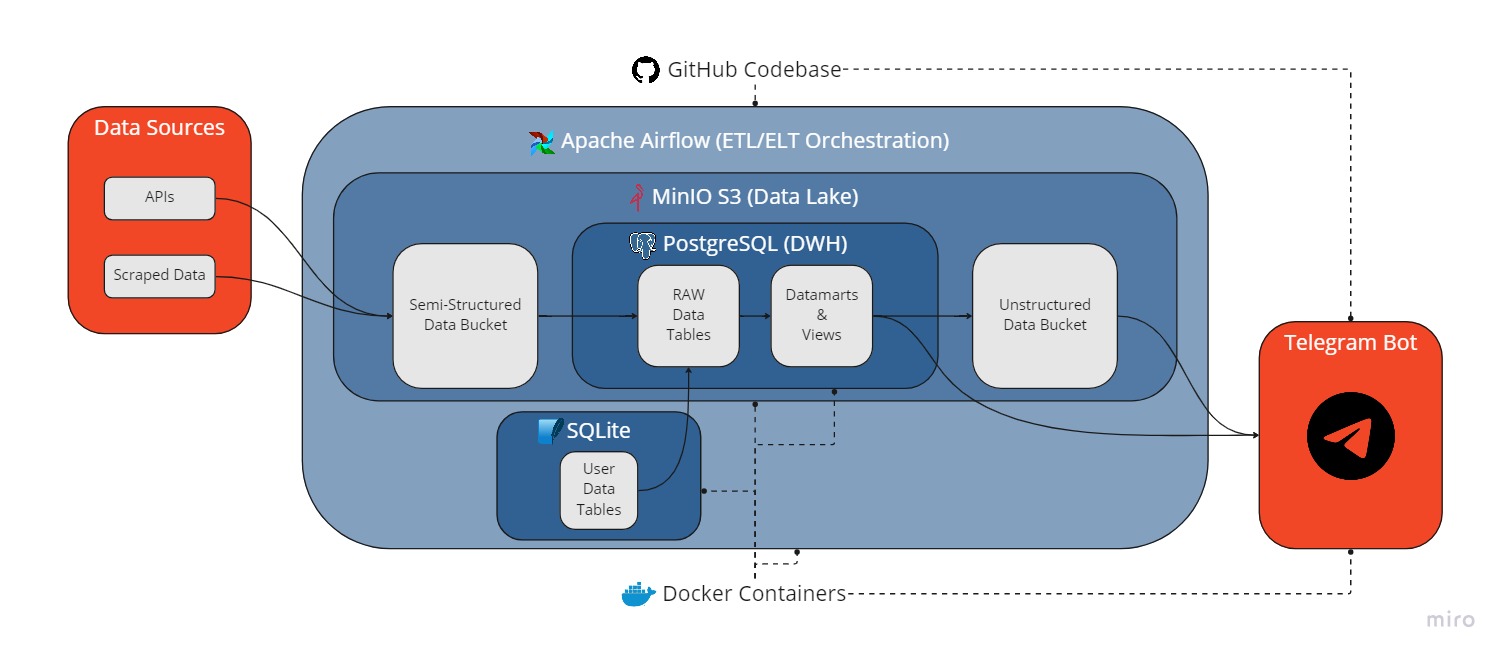 GitHub Codebase
Data Sources
APIs
Scraped Data
Apache Airflow (ETL/ELT Orchestration)
MinIO S3 (Data Lake)
PostgreSQL (DWH)
Semi-Structured
Data Bucket
RAW
Data
Tables
Datamarts
&
Views
Unstructured
Data Bucket
SQLite
User
Data
Tables
Telegram Bot
Docker Containers
miro